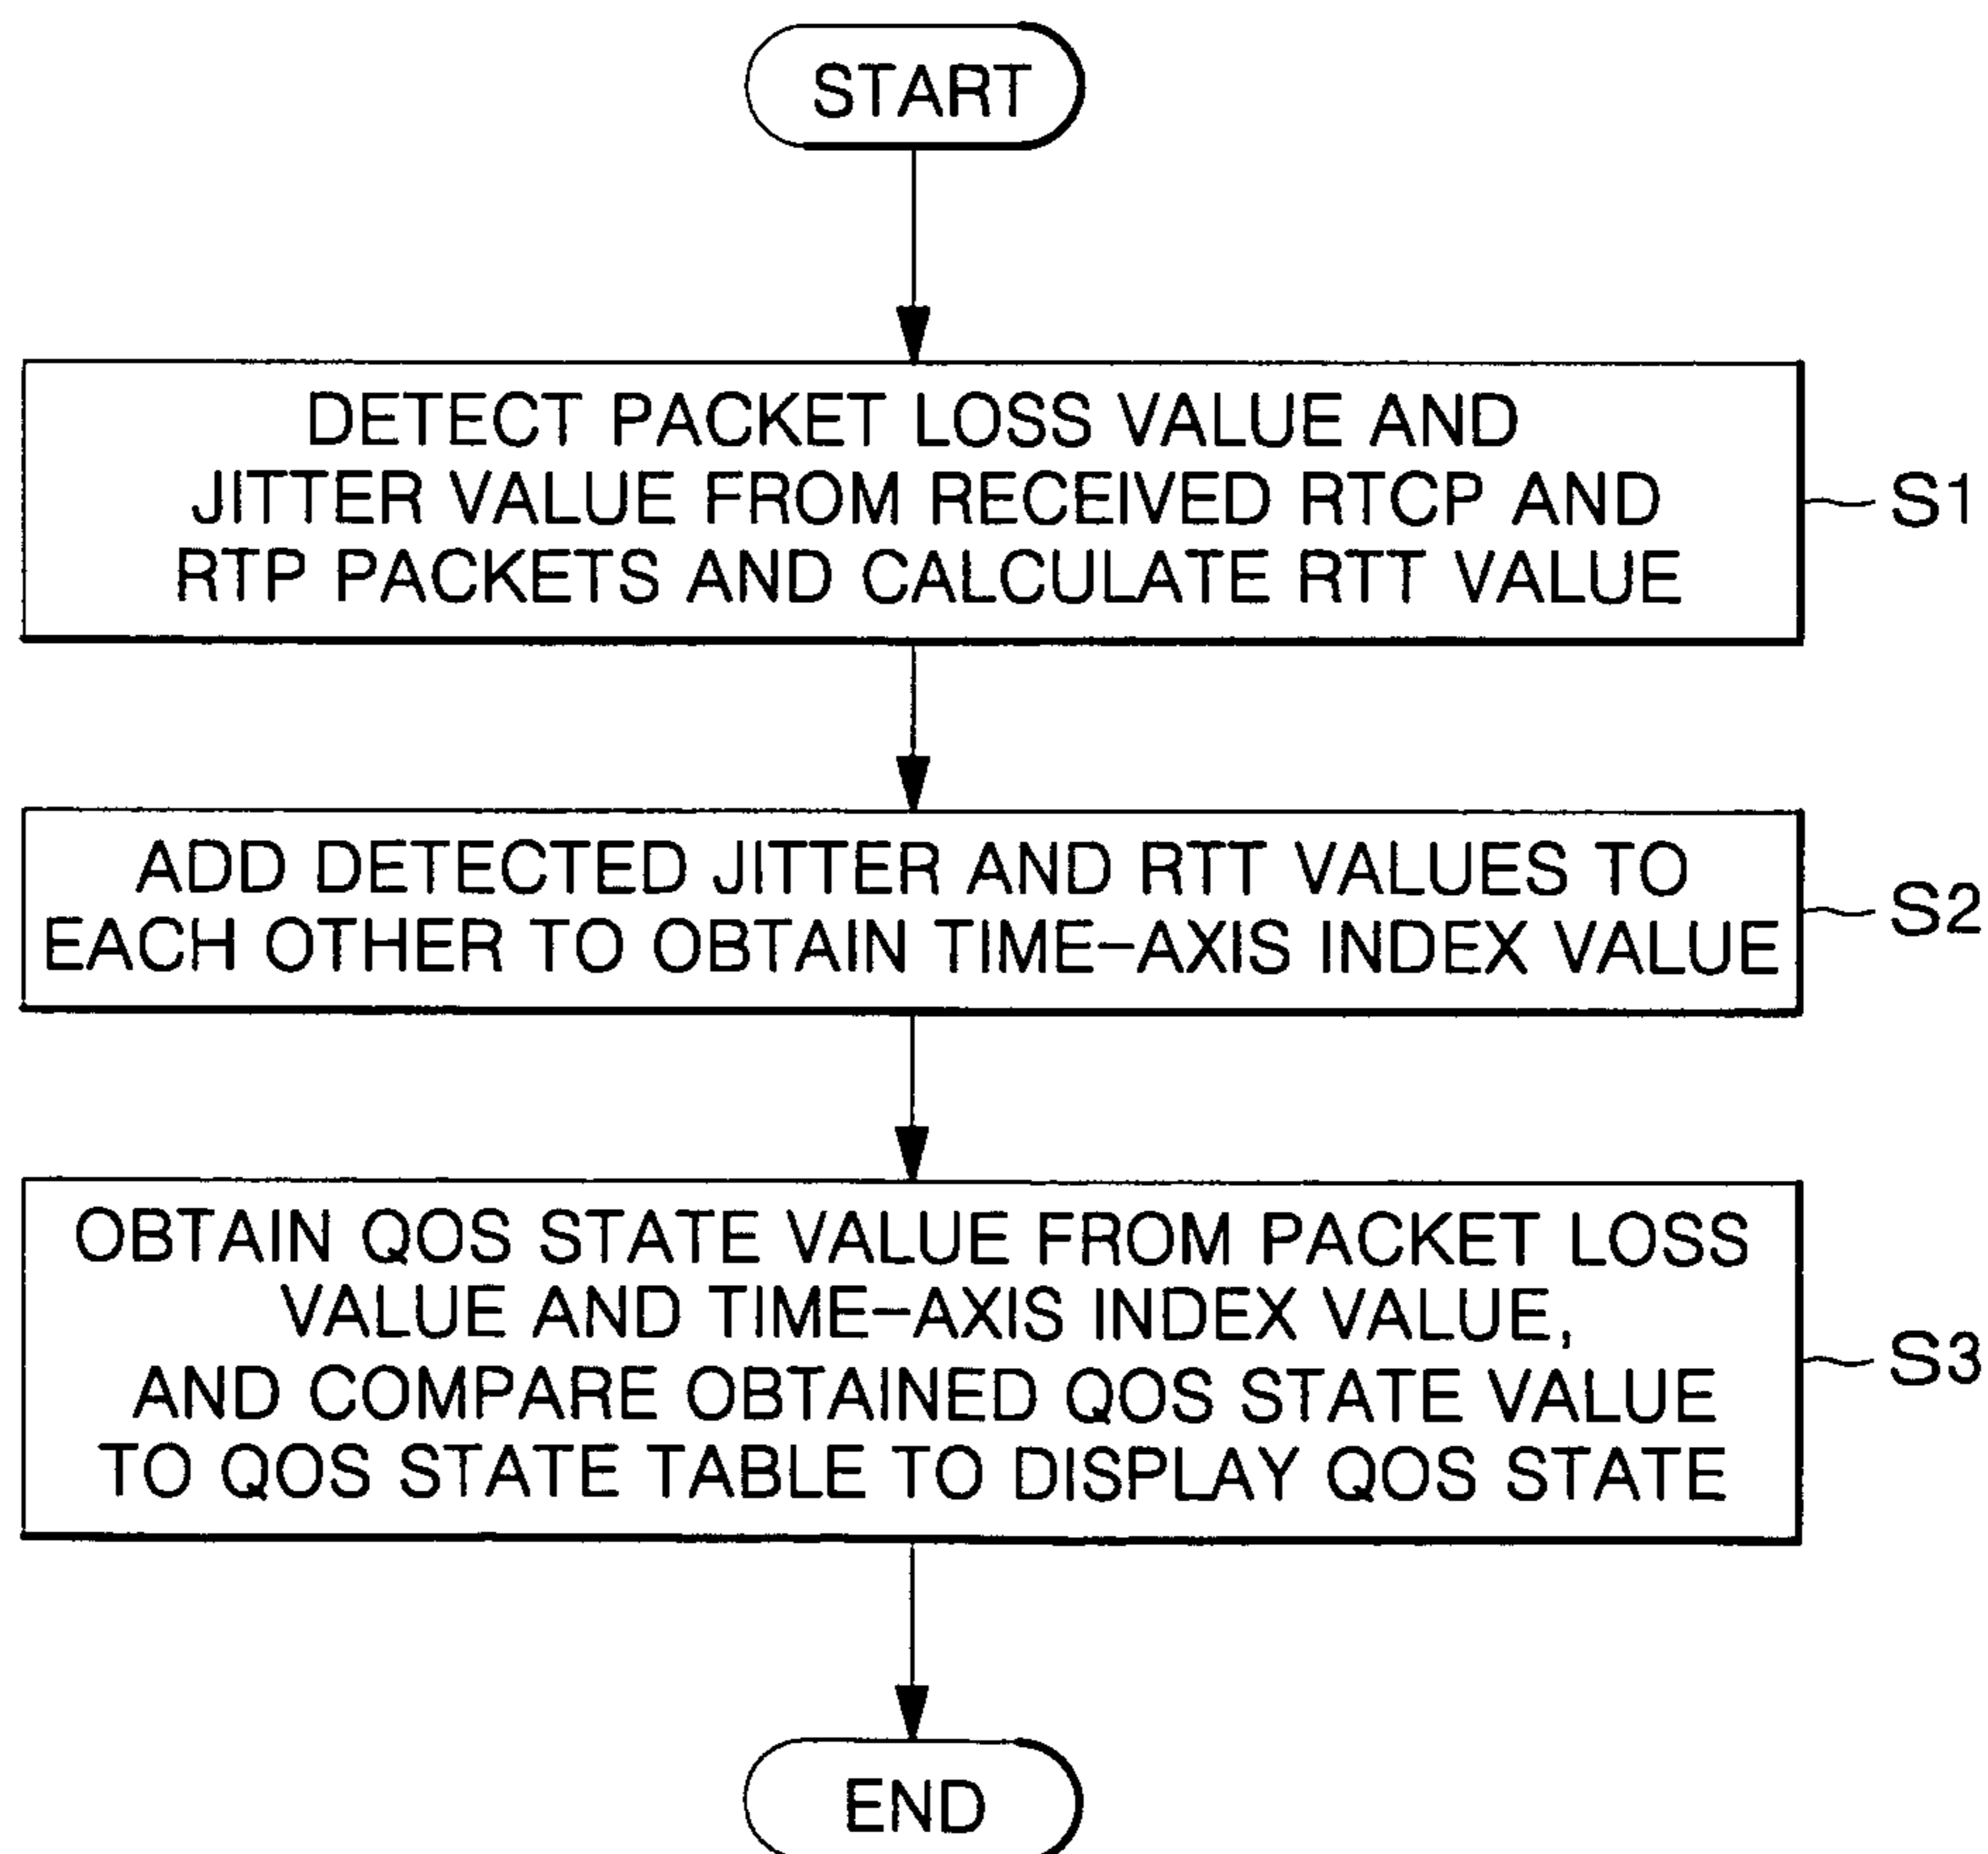 START
DETECT PACKET LOSS VALUE AND
JITTER VALUE FROM RECEIVED RTCP AND
RTP PACKETS AND CALCULATE RTT VALUE
S1
ADD DETECTED JITTER AND RTT VALUES TO
EACH OTHER TO OBTAIN TIME-AXIS INDEX VALUE
S2
OBTAIN QOS STATE VALUE FROM PACKET LOSS
VALUE AND TIME-AXIS INDEX VALUE,
AND COMPARE OBTAINED QOS STATE VALUE
TO QOS STATE TABLE TO DISPLAY QOS STATE
S3
END